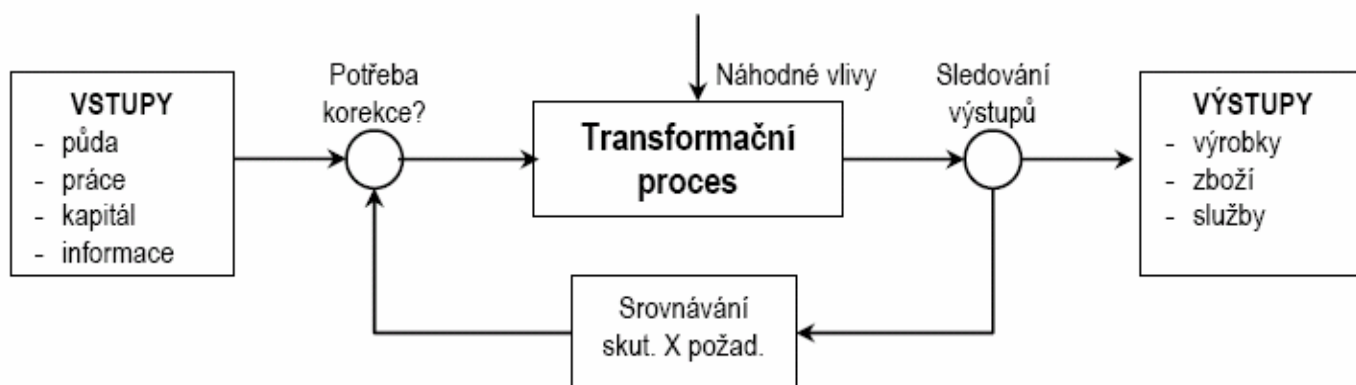 VSTUPY
- půda
- práce
- kapitál
- informace
Potřeba
korekce?
Náhodné vlivy
Transformační
proces
Sledování
výstupů
VÝSTUPY
- výrobky
- zboží
- služby
Srovnávání
skut. X požad.